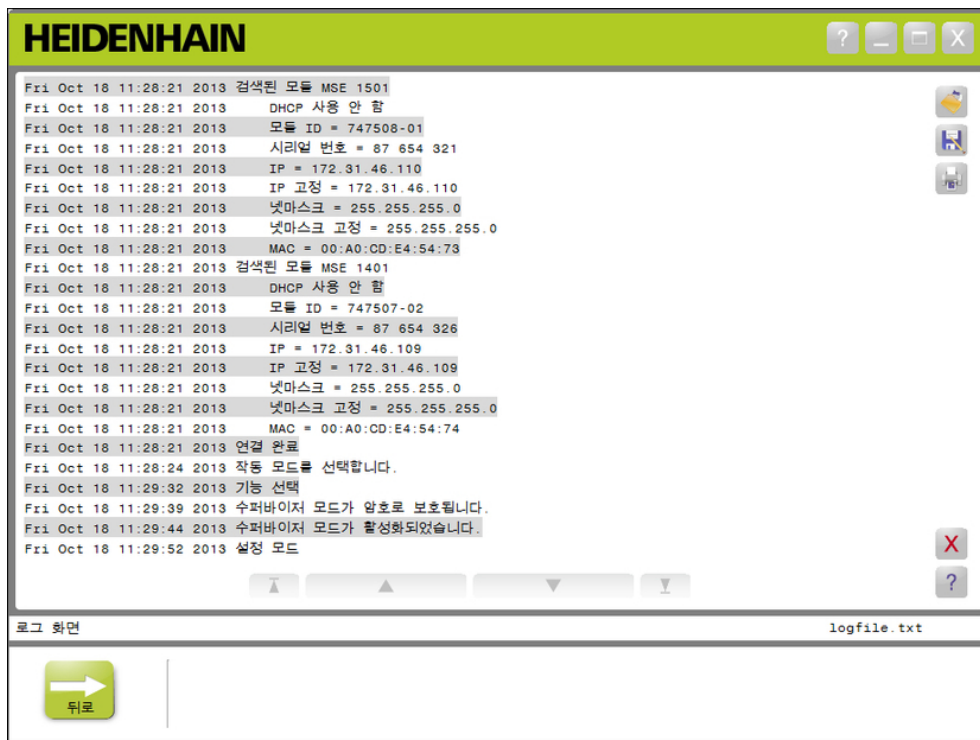 HEIDENHAIN
? _ X
Fri Oct 18 11:28:21 2013 검색된 모듈 MSE 1501
Fri Oct 18 11:28:21 2013 DHCP 사용 안 함
Fri Oct 18 11:28:21 2013 모듈 ID = 747508-01
Fri Oct 18 11:28:21 2013 시리얼 번호 = 87 654 321
Fri Oct 18 11:28:21 2013 IP = 172.31.46.110
Fri Oct 18 11:28:21 2013 IP 고정 = 172.31.46.110
Fri Oct 18 11:28:21 2013 넷마스크 = 255.255.255.0
Fri Oct 18 11:28:21 2013 넷마스크 고정 = 255.255.255.0
Fri Oct 18 11:28:21 2013 MAC = 00:A0:CD:E4:54:73
Fri Oct 18 11:28:21 2013 검색된 모듈 MSE 1401
Fri Oct 18 11:28:21 2013 DHCP 사용 안 함
Fri Oct 18 11:28:21 2013 모듈 ID = 747507-02
Fri Oct 18 11:28:21 2013 시리얼 번호 = 87 654 326
Fri Oct 18 11:28:21 2013 IP = 172.31.46.109
Fri Oct 18 11:28:21 2013 IP 고정 = 172.31.46.109
Fri Oct 18 11:28:21 2013 넷마스크 = 255.255.255.0
Fri Oct 18 11:28:21 2013 넷마스크 고정 = 255.255.255.0
Fri Oct 18 11:28:21 2013 MAC = 00:A0:CD:E4:54:74
Fri Oct 18 11:28:21 2013 연결 완료
Fri Oct 18 11:28:24 2013 작동 모드를 선택합니다.
Fri Oct 18 11:29:32 2013 기능 선택
Fri Oct 18 11:29:39 2013 수퍼바이저 모드가 암호로 보호됩니다.
Fri Oct 18 11:29:44 2013 수퍼바이저 모드가 활성화되었습니다.
Fri Oct 18 11:29:52 2013 설정 모드
X
?
로그 화면 logfile.txt
뒤로